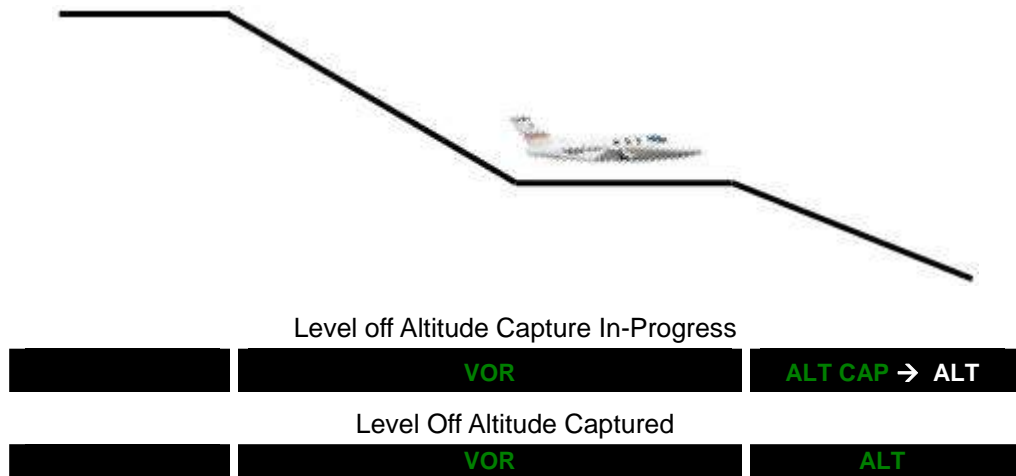 Level off Altitude Capture In-Progress
VOR ALT CAP → ALT
Level Off Altitude Captured
VOR ALT